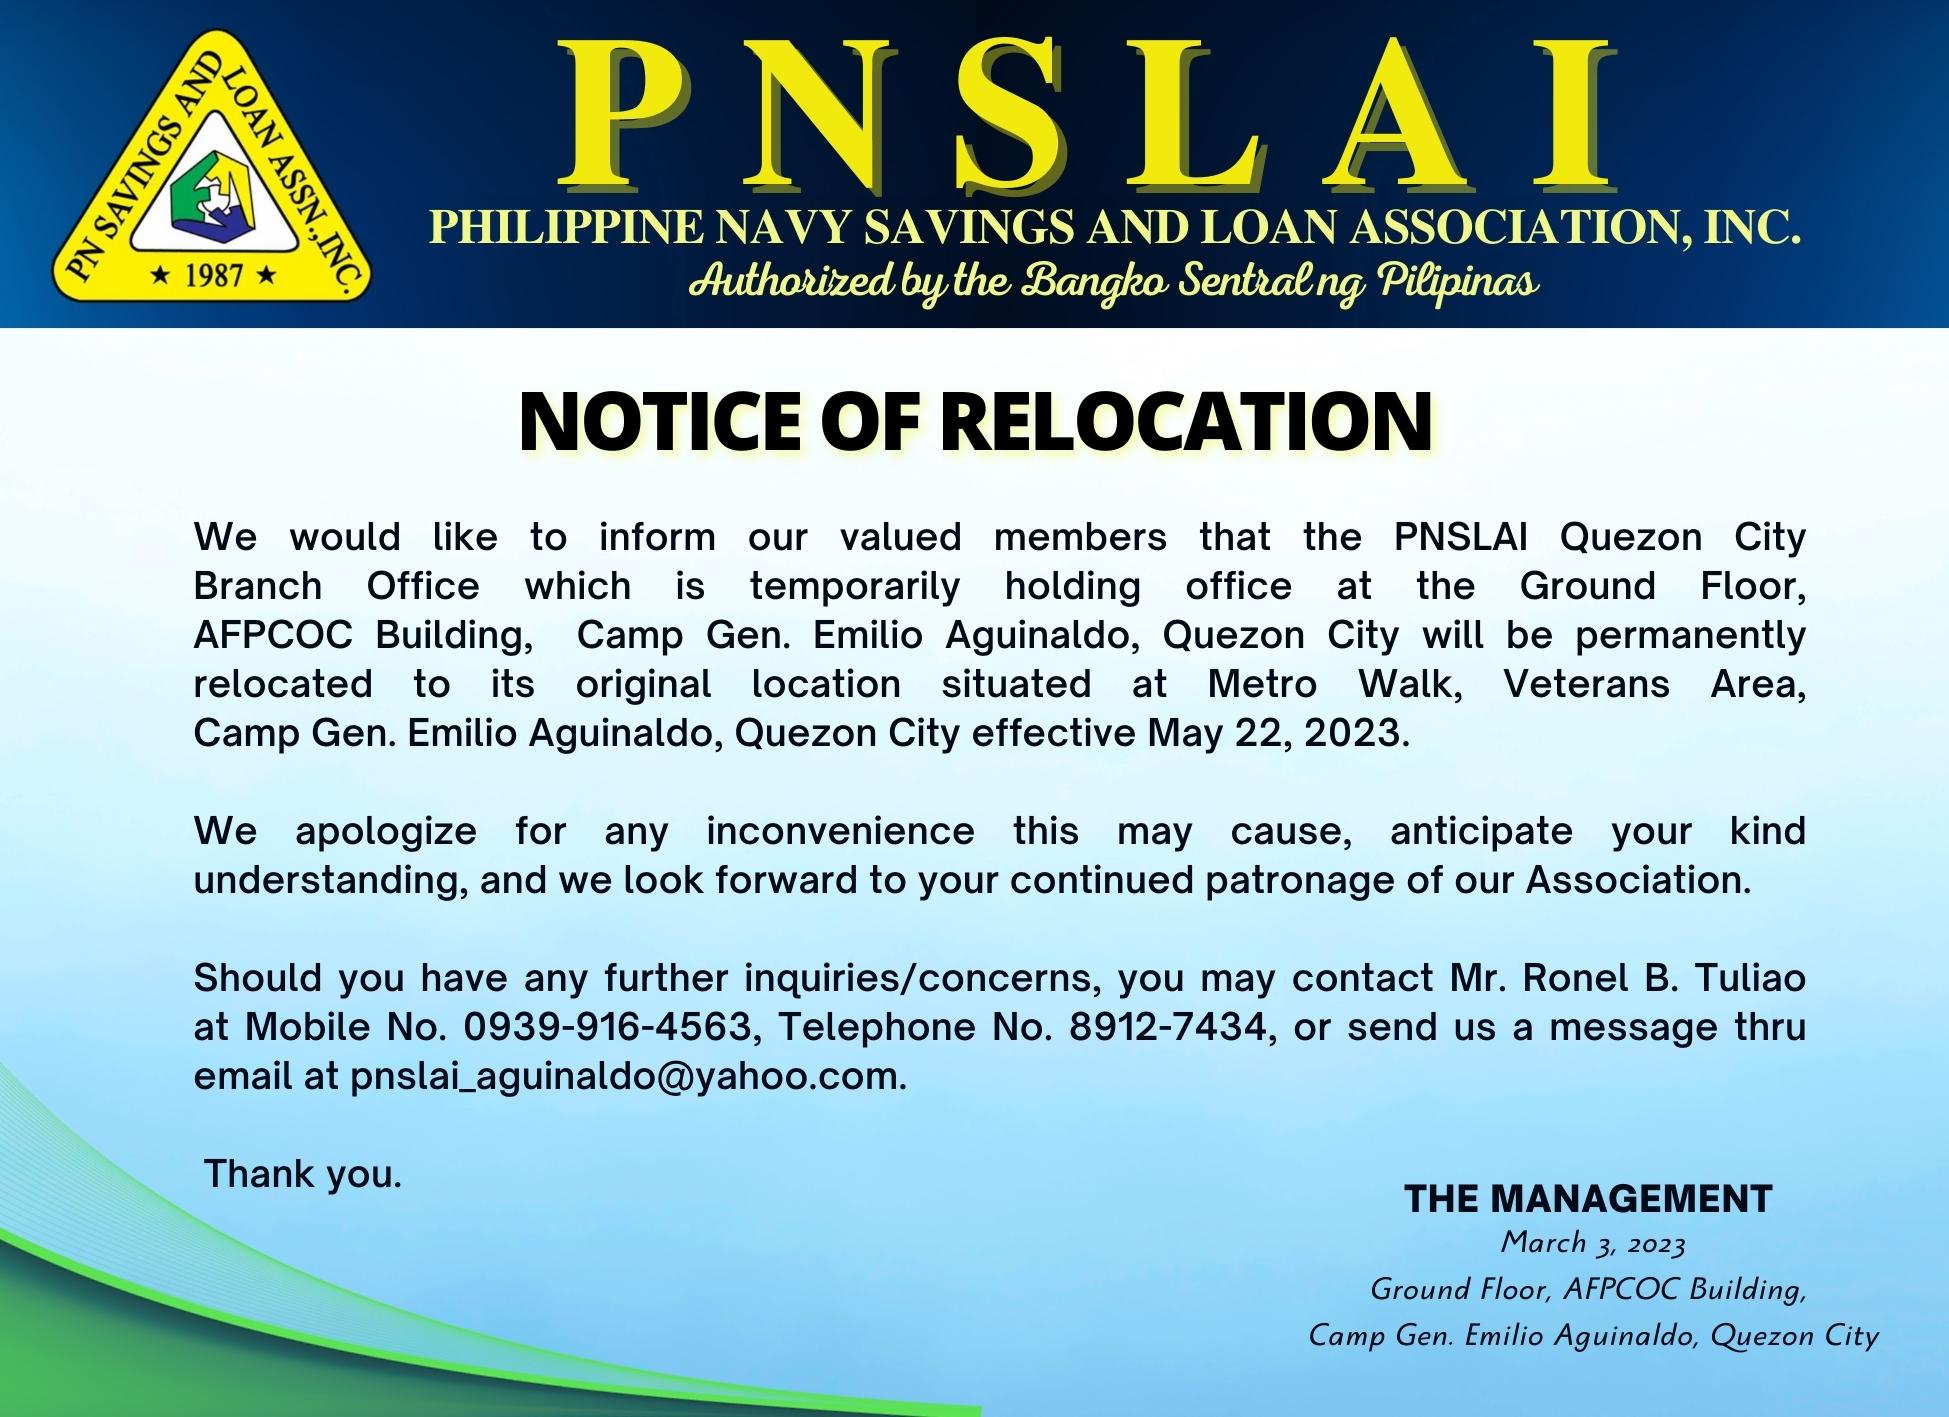 PN SAVINGS AND LOAN ASSN., INC.
★ 1987 ★
PNSLAI
PHILIPPINE NAVY SAVINGS AND LOAN ASSOCIATION, INC.
Authorized by the Bangko Sentral ng Pilipinas
NOTICE OF RELOCATION
We would like to inform our valued members that the PNSLAI Quezon City
Branch Office which is temporarily holding office at the Ground Floor,
AFPCOC Building, Camp Gen. Emilio Aguinaldo, Quezon City will be permanently
relocated to its original location situated at Metro Walk, Veterans Area,
Camp Gen. Emilio Aguinaldo, Quezon City effective May 22, 2023.
We apologize for any inconvenience this may cause, anticipate your kind
understanding, and we look forward to your continued patronage of our Association.
Should you have any further inquiries/concerns, you may contact Mr. Ronel B. Tuliao
at Mobile No. 0939-916-4563, Telephone No. 8912-7434, or send us a message thru
email at pnslai_aguinaldo@yahoo.com.
Thank you.
THE MANAGEMENT
March 3, 2023
Ground Floor, AFPCOC Building,
Camp Gen. Emilio Aguinaldo, Quezon City